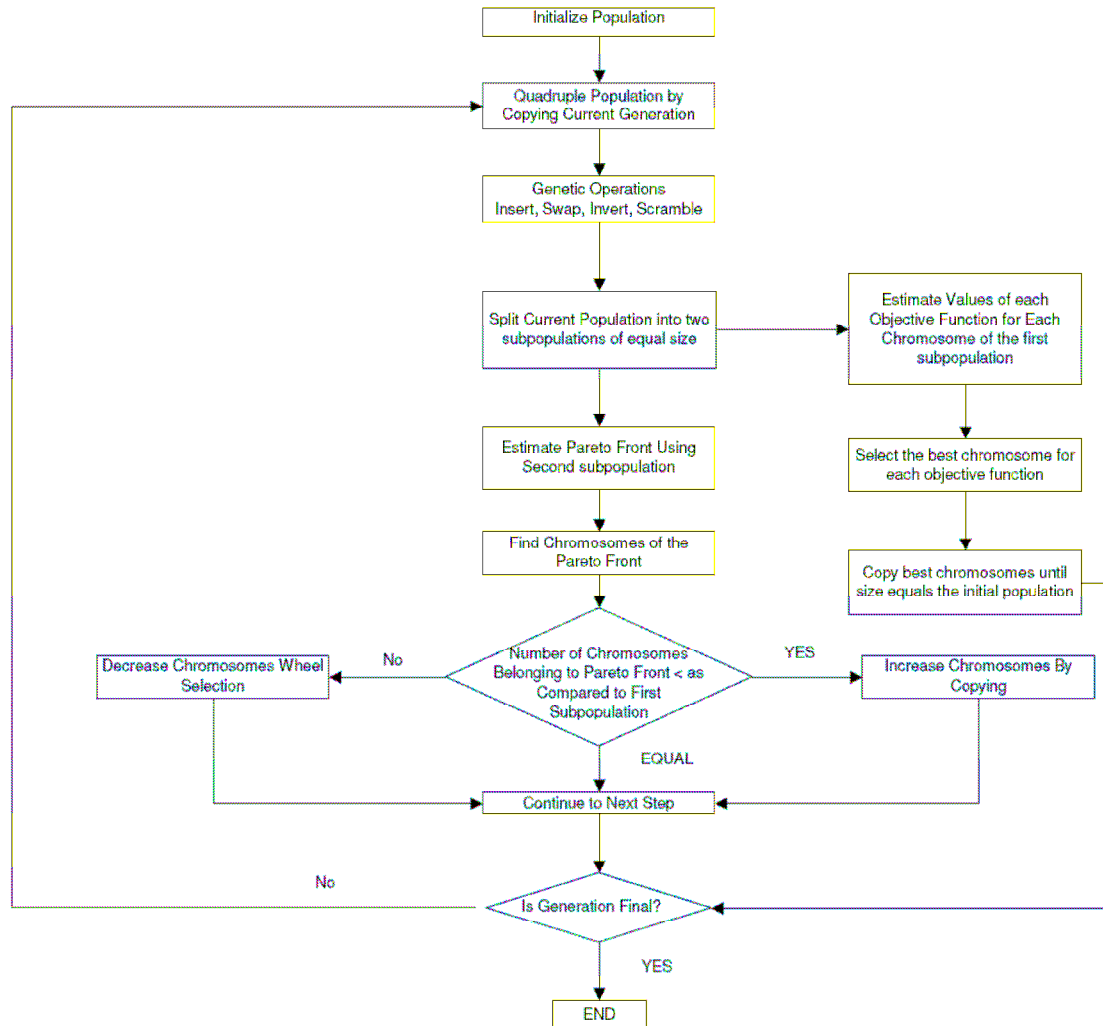 Initialize Population
Quadruple Population by
Copying Current Generation
Genetic Operations
Insert, Swap, Invert, Scramble
Split Current Population into two
subpopulations of equal size
Estimate Values of each
Objective Function for Each
Chromosome of the first
subpopulation
Estimate Pareto Front Using
Second subpopulation
Select the best chromosome for
each objective function
Find Chromosomes of the
Pareto Front
Copy best chromosomes until
size equals the initial population
Number of Chromosomes
Belonging to Pareto Front < as
Compared to First
Subpopulation
No
YES
Decrease Chromosomes Wheel
Selection
Increase Chromosomes By
Copying
EQUAL
Continue to Next Step
No
Is Generation Final?
YES
END